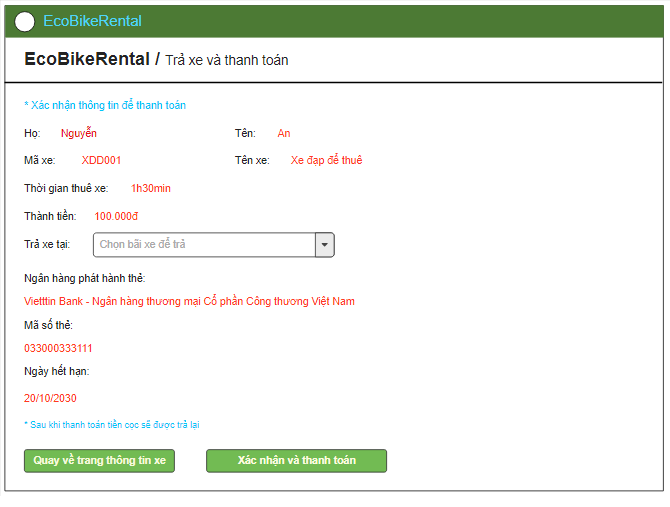 EcoBikeRental
EcoBikeRental / Trả xe và thanh toán
* Xác nhận thông tin để thanh toán
Họ: Nguyễn Tên: An
Mã xe: XDD001 Tên xe: Xe đạp để thuê
Thời gian thuê xe: 1h30min
Thành tiền: 100.000đ
Trả xe tại: Chọn bãi xe để trả
Ngân hàng phát hành thẻ:
Vietttin Bank - Ngân hàng thương mại Cổ phần Công thương Việt Nam
Mã số thẻ:
033000333111
Ngày hết hạn:
20/10/2030
* Sau khi thanh toán tiền cọc sẽ được trả lại
Quay về trang thông tin xe Xác nhận và thanh toán